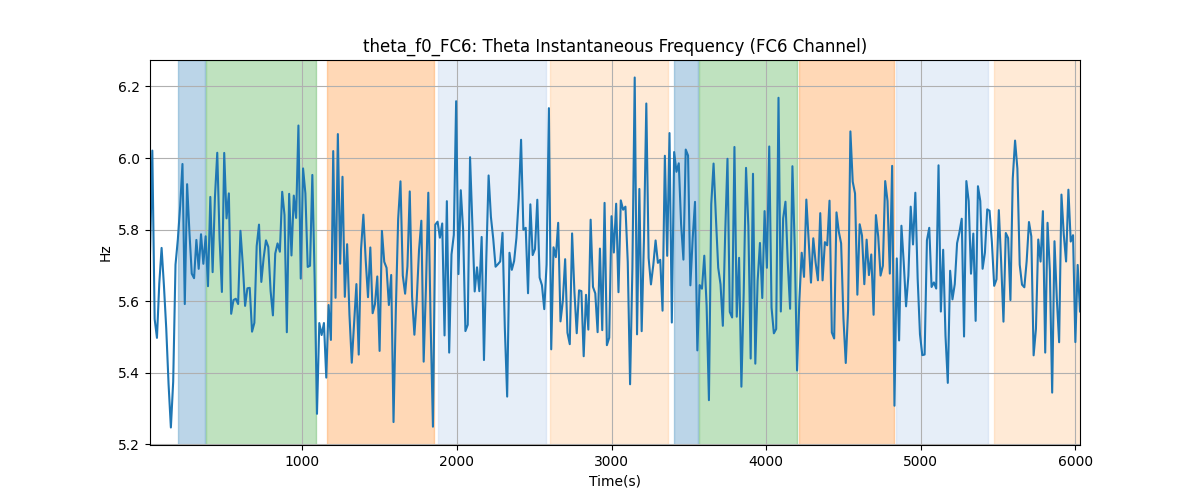 theta_f0_FC6: Theta Instantaneous Frequency (FC6 Channel)
6.2
6.0
5.8
5.6
5.4
5.2
Hz
1000 2000 3000 4000 5000 6000
Time(s)